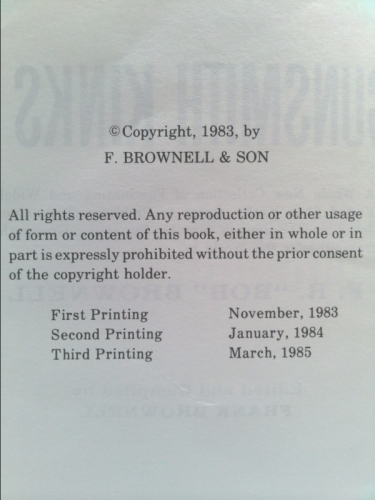 © Copyright, 1983, by
F. BROWNELL & SON
All rights reserved. Any reproduction or other usage
of form or content of this book, either in whole or in
part is expressly prohibited without the prior consent
of the copyright holder.
First Printing November, 1983
Second Printing January, 1984
Third Printing March, 1985